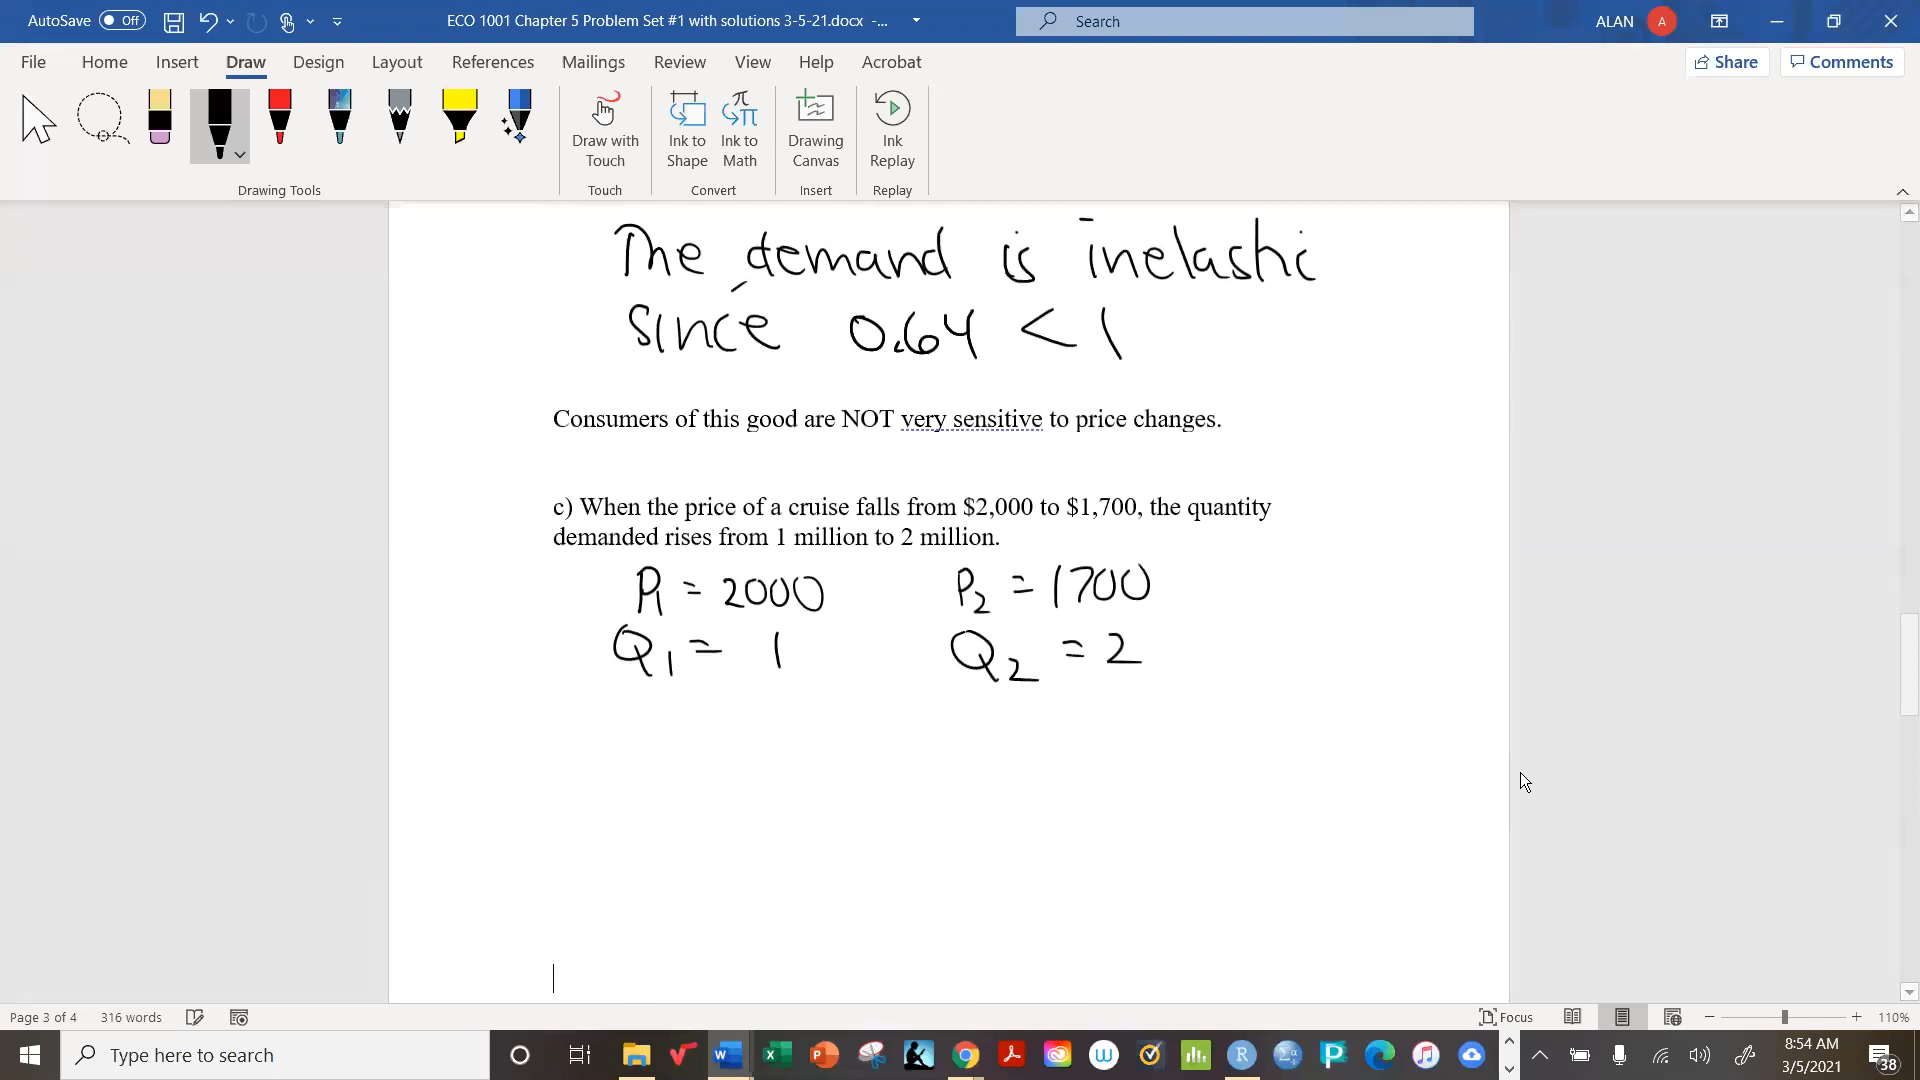 AutoSave Off ECO 1001 Chapter 5 Problem Set #1 with solutions 3-5-21.docx -... Search ALAN A
File Home Insert Draw Design Layout References Mailings Review View Help Acrobat Share Comments
Draw with Touch
Ink to Shape
Ink to Math
Drawing Canvas
Ink Replay
Drawing Tools Touch Convert Insert Replay
The demand is inelastic
since 0.64 < 1
Consumers of this good are NOT very sensitive to price changes.
c) When the price of a cruise falls from $2,000 to $1,700, the quantity
demanded rises from 1 million to 2 million.
P1 = 2000 P2 = 1700
Q1 = 1 Q2 = 2
Page 3 of 4 316 words Focus 110%
Type here to search
8:54 AM
3/5/2021
38